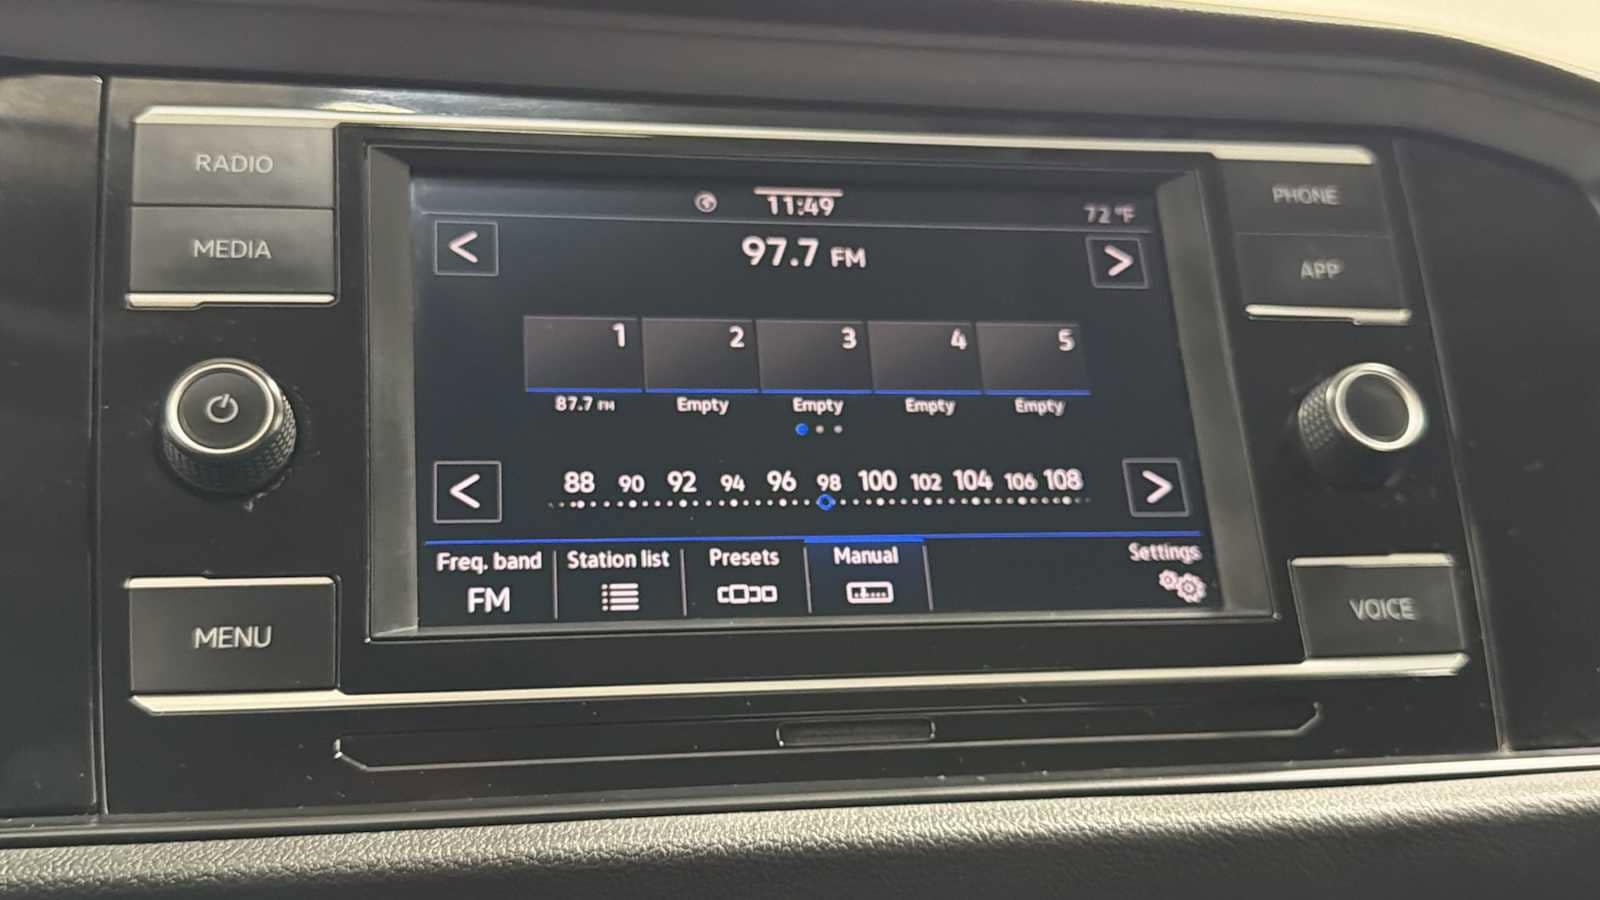 RADIO
MEDIA
MENU
11:49
72 °F
<
97.7 FM
>
1 2 3 4 5
87.7 FM Empty Empty Empty Empty
<
88 90 92 94 96 98 100 102 104 106 108
>
Freq. band Station list Presets Manual Settings
FM
PHONE
APP
VOICE